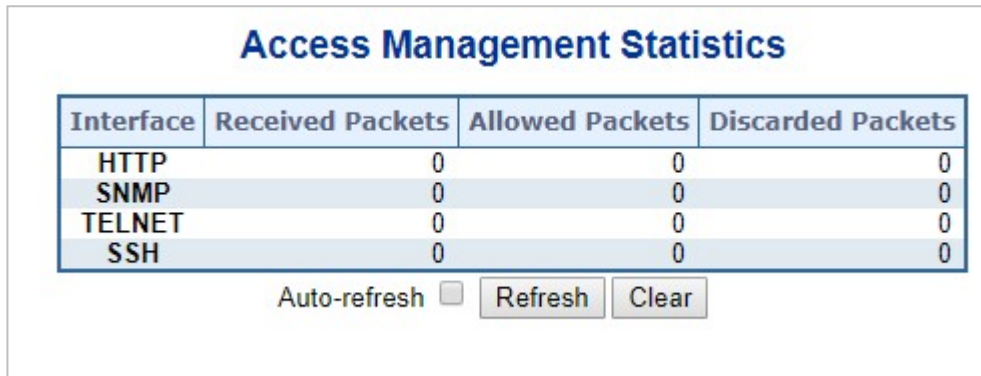 Access Management Statistics
Interface Received Packets Allowed Packets Discarded Packets
HTTP 0 0 0
SNMP 0 0 0
TELNET 0 0 0
SSH 0 0 0
Auto-refresh Refresh Clear